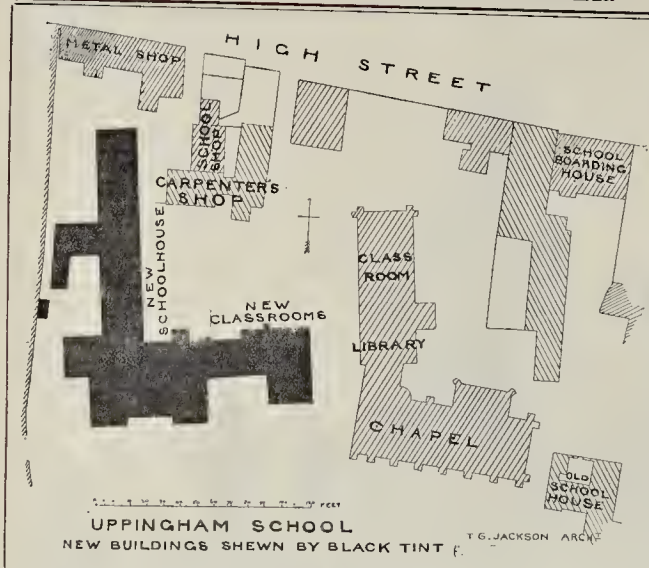 HIGH STREET
METAL SHOP
SCHOOL SHOP
SCHOOL BOARDING HOUSE
CARPENTER'S SHOP
NEW SCHOOLHOUSE
CLASS ROOM
NEW CLASSROOMS
LIBRARY
CHAPEL
OLD SCHOOL HOUSE
FEET
UPPINGHAM SCHOOL
NEW BUILDINGS SHEWN BY BLACK TINT
T G. JACKSON ARCHT